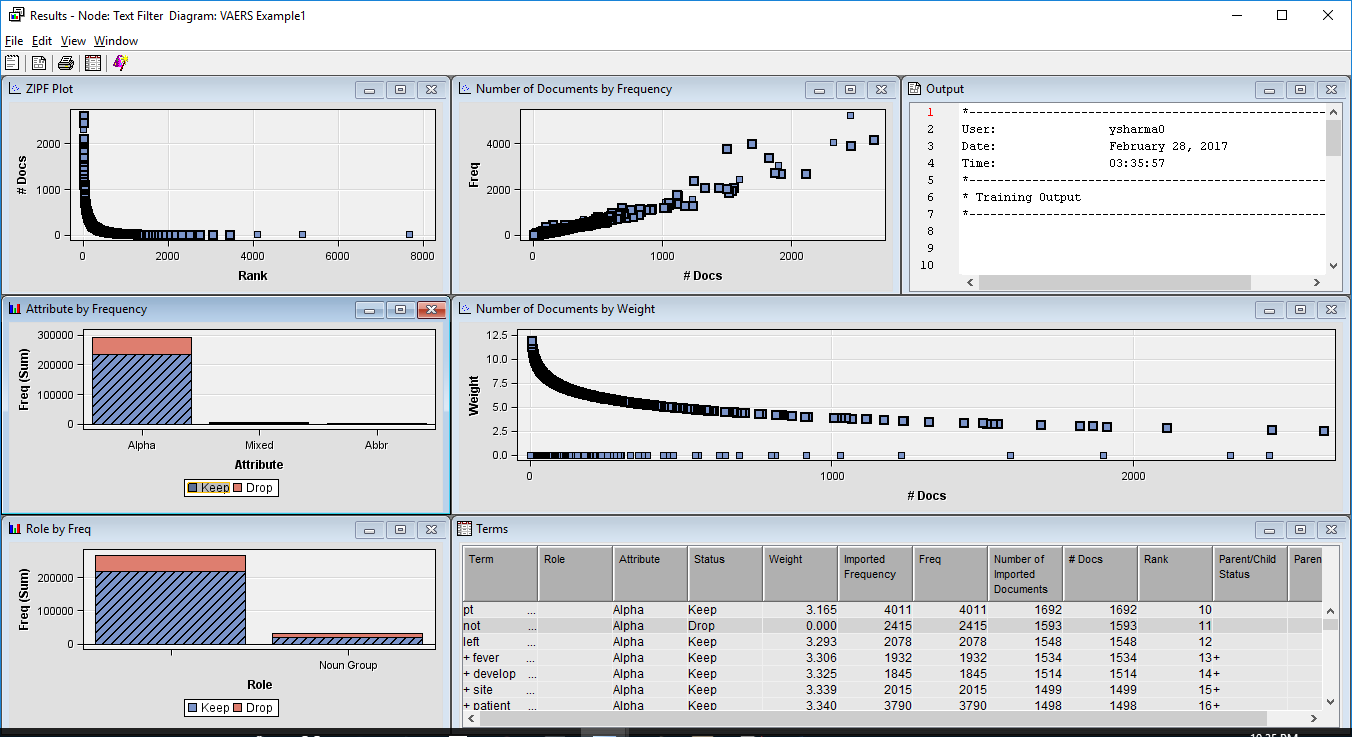 Results - Node: Text Filter  Diagram: VAERS Example1
File Edit View Window
ZIPF Plot
# Docs
2000
1000
0
0 2000 4000 6000 8000
Rank
Number of Documents by Frequency
Freq
4000
2000
0
0 1000 2000
# Docs
Output
1 *----------------------------------------------------
2 User: ysharma0
3 Date: February 28, 2017
4 Time: 03:35:57
5 *----------------------------------------------------
6 * Training Output
7 *----------------------------------------------------
8
9
10
Attribute by Frequency
Freq (Sum)
300000
200000
100000
0
Alpha Mixed Abbr
Attribute
Keep Drop
Number of Documents by Weight
Weight
12.5
10.0
7.5
5.0
2.5
0.0
0 1000 2000
# Docs
Role by Freq
Freq (Sum)
200000
100000
0
Noun Group
Role
Keep Drop
Terms
Term Role Attribute Status Weight Imported Frequency Freq Number of Imported Documents # Docs Rank Parent/Child Status Paren
pt ... Alpha Keep 3.165 4011 4011 1692 1692 10
not ... Alpha Drop 0.000 2415 2415 1593 1593 11
left ... Alpha Keep 3.293 2078 2078 1548 1548 12
+ fever ... Alpha Keep 3.306 1932 1932 1534 1534 13+
+ develop ... Alpha Keep 3.325 1845 1845 1514 1514 14+
+ site ... Alpha Keep 3.339 2015 2015 1499 1499 15+
+ patient ... Alpha Keep 3.340 3790 3790 1498 1498 16+